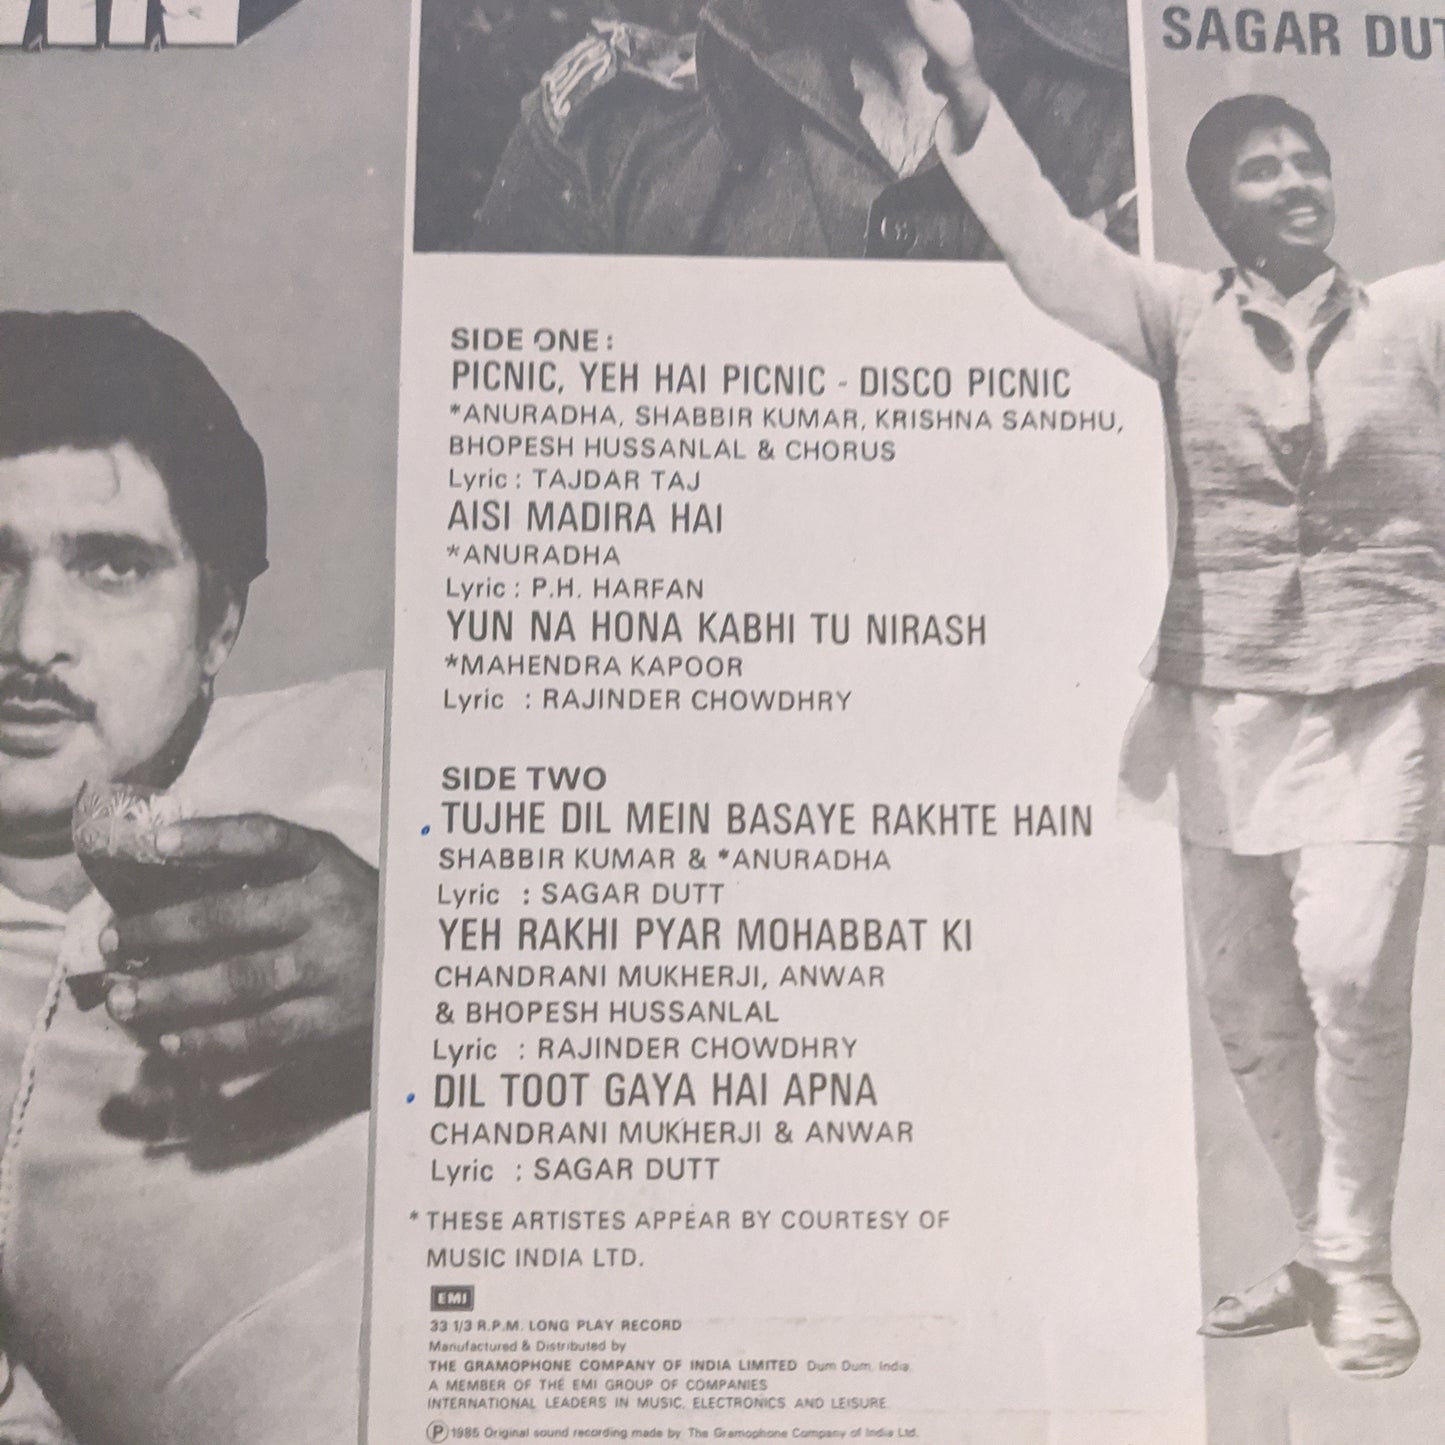 SAGAR
SIDE ONE :
PICNIC, YEH HAI PICNIC - DISCO PICNIC
*ANURADHA, SHABBIR KUMAR, KRISHNA SANDHU,
BHOPESH HUSSANLAL & CHORUS
Lyric : TAJDAR TAJ
AISI MADIRA HAI
*ANURADHA
Lyric : P.H. HARFAN
YUN NA HONA KABHI TU NIRASH
*MAHENDRA KAPOOR
Lyric : RAJINDER CHOWDHRY
SIDE TWO
TUJHE DIL MEIN BASAYE RAKHTE HAIN
SHABBIR KUMAR & *ANURADHA
Lyric : SAGAR DUTT
YEH RAKHI PYAR MOHABBAT KI
CHANDRANI MUKHERJI, ANWAR
& BHOPESH HUSSANLAL
Lyric : RAJINDER CHOWDHRY
DIL TOOT GAYA HAI APNA
CHANDRANI MUKHERJI & ANWAR
Lyric : SAGAR DUTT
* THESE ARTISTES APPEAR BY COURTESY OF
MUSIC INDIA LTD.
EMI
33 1/3 R.P.M. LONG PLAY RECORD
Manufactured & Distributed by
THE GRAMOPHONE COMPANY OF INDIA LIMITED Dum Dum, India.
A MEMBER OF THE EMI GROUP OF COMPANIES
INTERNATIONAL LEADERS IN MUSIC, ELECTRONICS AND LEISURE.
℗ 1985 Original sound recording made by The Gramophone Company of India Ltd.